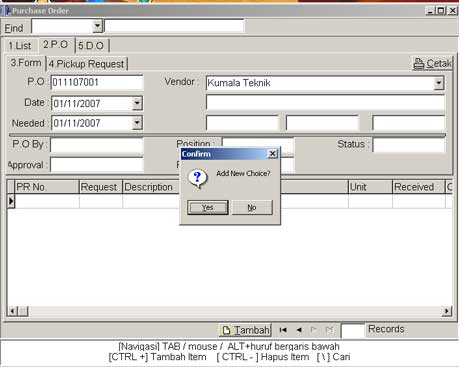 Purchase Order
Find
1.List 2.P.O 5.D.O
3.Form 4.Pickup Request Cetak
P.O : 011107001 Vendor : Kumala Teknik
Date : 01/11/2007
Needed : 01/11/2007
P.O By : Position : Status :
Approval :
Confirm
Add New Choice?
Yes No
PR No. Request Description Unit Received
Tambah Records
[Navigasi] TAB / mouse / ALT+huruf bergaris bawah
[CTRL +] Tambah Item [ CTRL - ] Hapus Item [ \ ] Cari